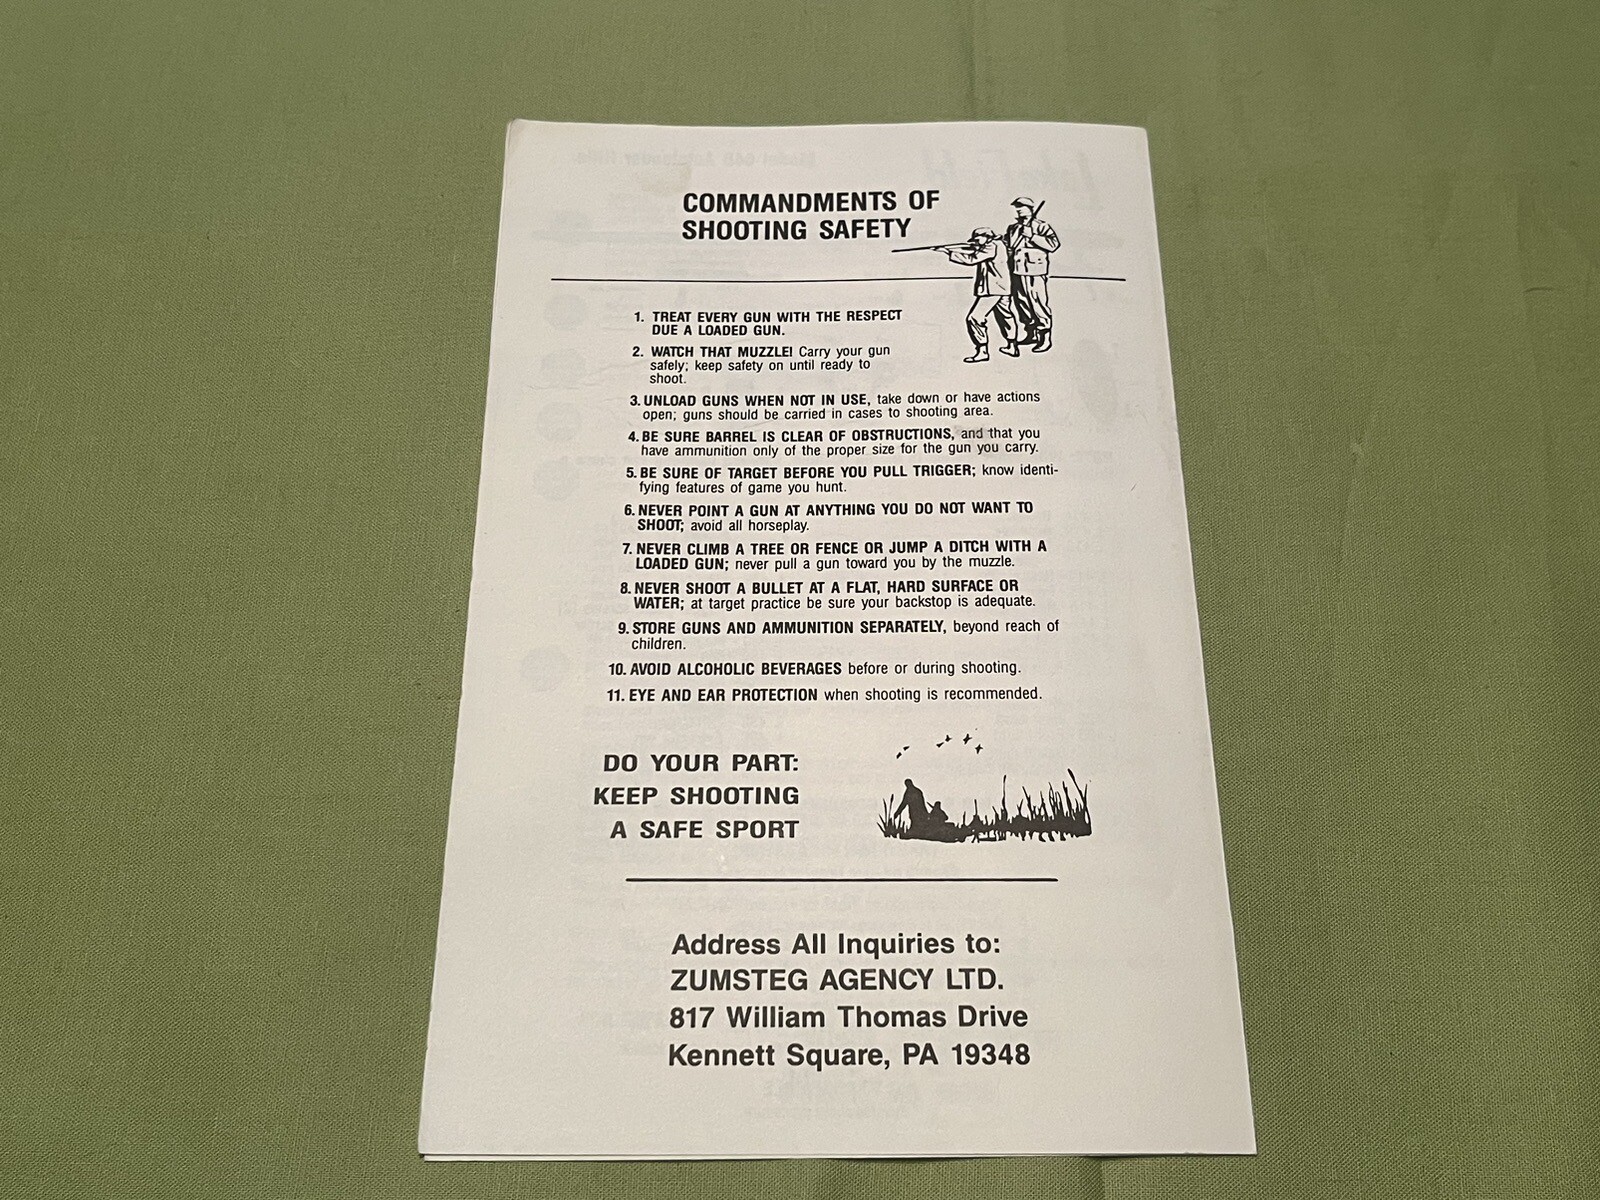 COMMANDMENTS OF
SHOOTING SAFETY
1. TREAT EVERY GUN WITH THE RESPECT
DUE A LOADED GUN.
2. WATCH THAT MUZZLE! Carry your gun
safely; keep safety on until ready to
shoot.
3. UNLOAD GUNS WHEN NOT IN USE, take down or have actions
open; guns should be carried in cases to shooting area.
4. BE SURE BARREL IS CLEAR OF OBSTRUCTIONS, and that you
have ammunition only of the proper size for the gun you carry.
5. BE SURE OF TARGET BEFORE YOU PULL TRIGGER; know identi-
fying features of game you hunt.
6. NEVER POINT A GUN AT ANYTHING YOU DO NOT WANT TO
SHOOT; avoid all horseplay.
7. NEVER CLIMB A TREE OR FENCE OR JUMP A DITCH WITH A
LOADED GUN; never pull a gun toward you by the muzzle.
8. NEVER SHOOT A BULLET AT A FLAT, HARD SURFACE OR
WATER; at target practice be sure your backstop is adequate.
9. STORE GUNS AND AMMUNITION SEPARATELY, beyond reach of
children.
10. AVOID ALCOHOLIC BEVERAGES before or during shooting.
11. EYE AND EAR PROTECTION when shooting is recommended.
DO YOUR PART:
KEEP SHOOTING
A SAFE SPORT
Address All Inquiries to:
ZUMSTEG AGENCY LTD.
817 William Thomas Drive
Kennett Square, PA 19348